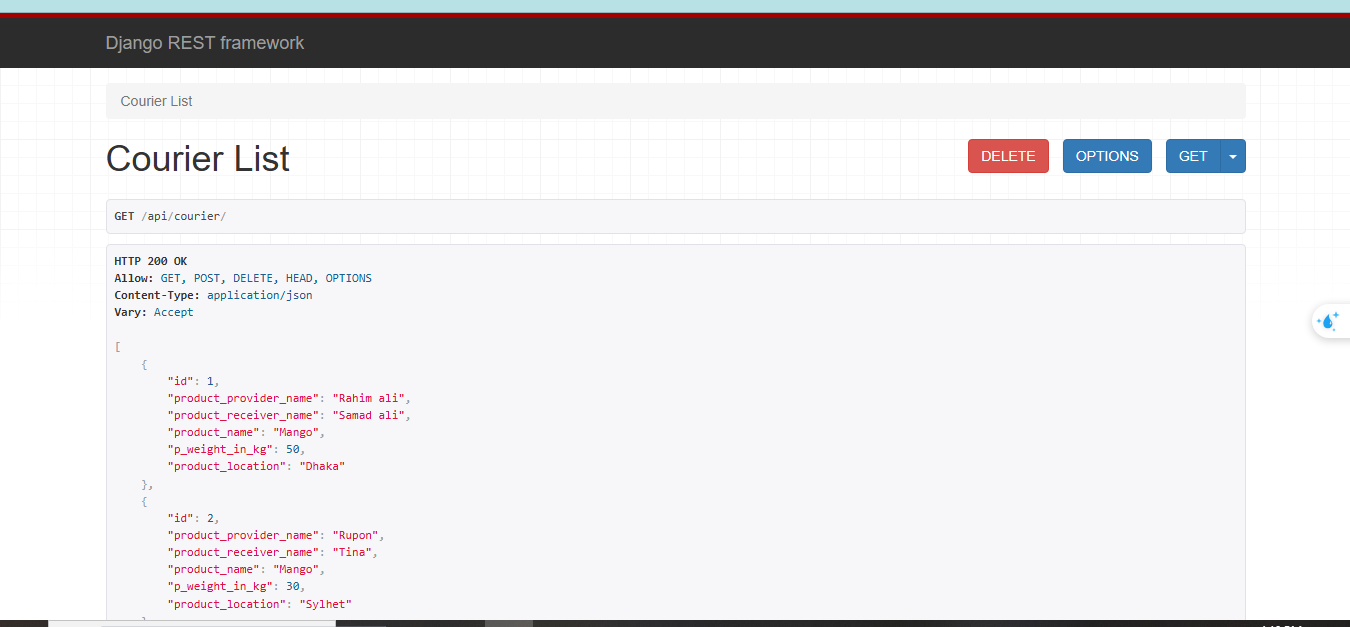 Django REST framework
Courier List
Courier List
DELETE OPTIONS GET
GET /api/courier/
HTTP 200 OK
Allow: GET, POST, DELETE, HEAD, OPTIONS
Content-Type: application/json
Vary: Accept
[
{
"id": 1,
"product_provider_name": "Rahim ali",
"product_receiver_name": "Samad ali",
"product_name": "Mango",
"p_weight_in_kg": 50,
"product_location": "Dhaka"
},
{
"id": 2,
"product_provider_name": "Rupon",
"product_receiver_name": "Tina",
"product_name": "Mango",
"p_weight_in_kg": 30,
"product_location": "Sylhet"